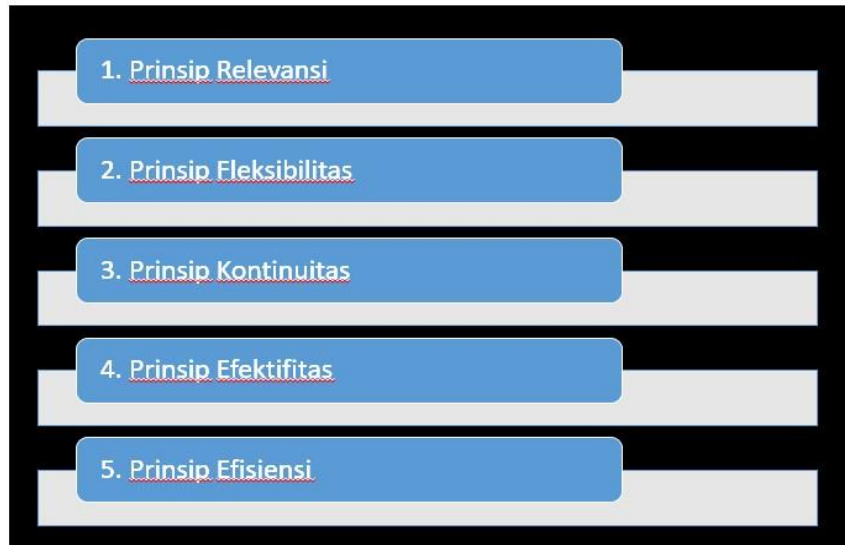 1. Prinsip Relevansi
2. Prinsip Fleksibilitas
3. Prinsip Kontinuitas
4. Prinsip Efektifitas
5. Prinsip Efisiensi